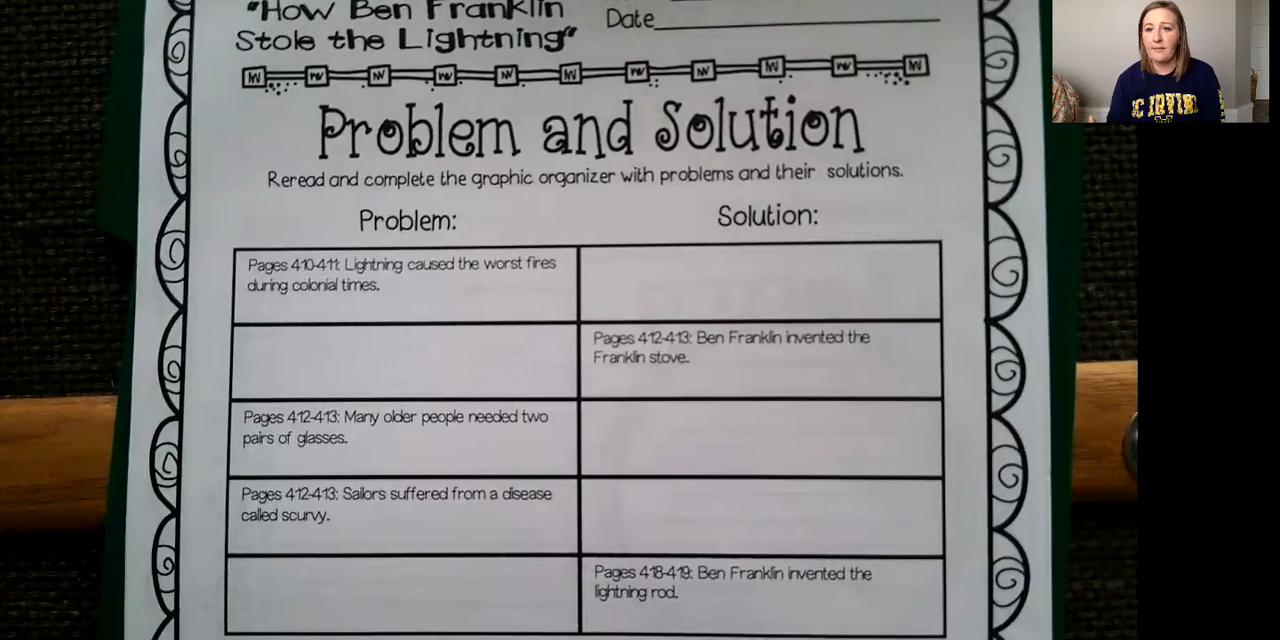 "How Ben Franklin
Stole the Lightning"
Date
Problem and Solution
Reread and complete the graphic organizer with problems and their solutions.
Problem:
Solution:
Pages 410-411: Lightning caused the worst fires
during colonial times.
Pages 412-413: Ben Franklin invented the
Franklin stove.
Pages 412-413: Many older people needed two
pairs of glasses.
Pages 412-413: Sailors suffered from a disease
called scurvy.
Pages 418-419: Ben Franklin invented the
lightning rod.
IRVINE